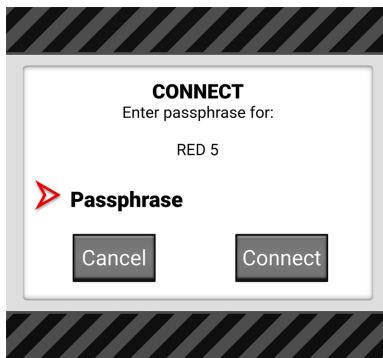 CONNECT
Enter passphrase for:
RED 5
Passphrase
Cancel Connect